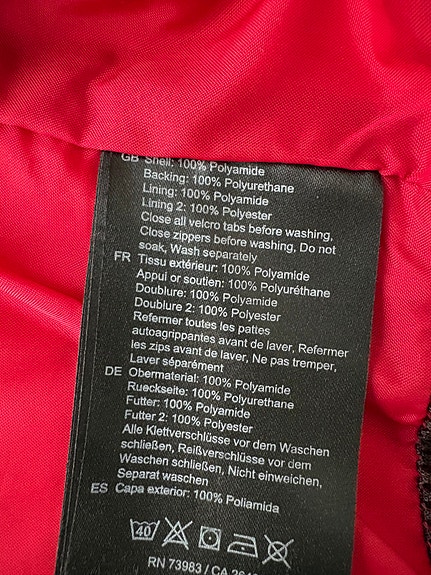 GB Shell: 100% Polyamide
Backing: 100% Polyurethane
Lining: 100% Polyamide
Lining 2: 100% Polyester
Close all velcro tabs before washing,
Close zippers before washing, Do not
soak, Wash separately
FR Tissu extérieur: 100% Polyamide
Appui or soutien: 100% Polyuréthane
Doublure: 100% Polyamide
Doublure 2: 100% Polyester
Refermer toutes les pattes
autoagrippantes avant de laver, Refermer
les zips avant de laver, Ne pas tremper,
Laver séparément
DE Obermaterial: 100% Polyamide
Rueckseite: 100% Polyurethane
Futter: 100% Polyamide
Futter 2: 100% Polyester
Alle Klettverschlüsse vor dem Waschen
schließen, Reißverschlüsse vor dem
Waschen schließen, Nicht einweichen,
Separat waschen
ES Capa exterior: 100% Poliamida
40
RN 73983 / CA